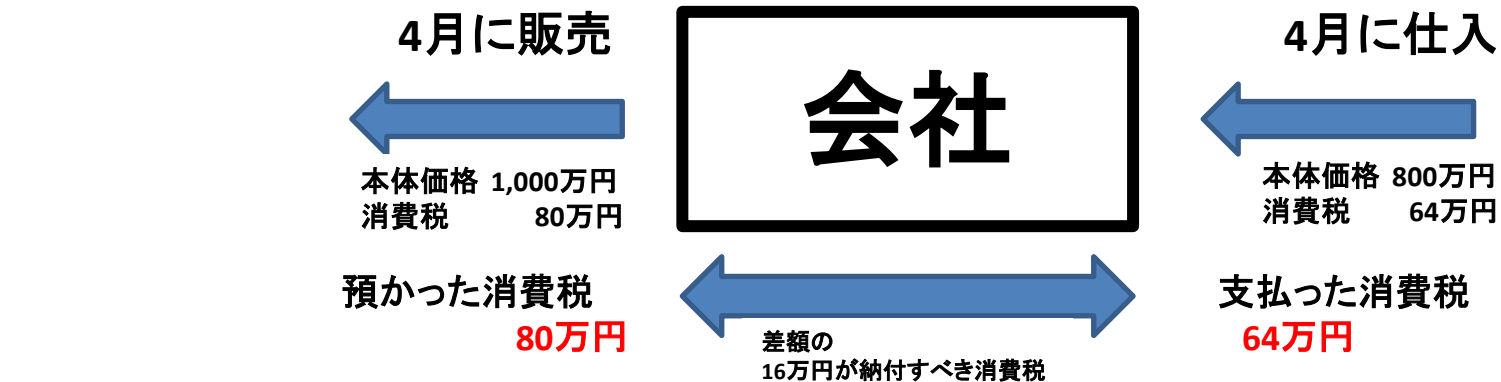 4月に販売
会社
4月に仕入
本体価格 1,000万円
消費税 80万円
本体価格 800万円
消費税 64万円
預かった消費税
80万円
差額の
16万円が納付すべき消費税
支払った消費税
64万円